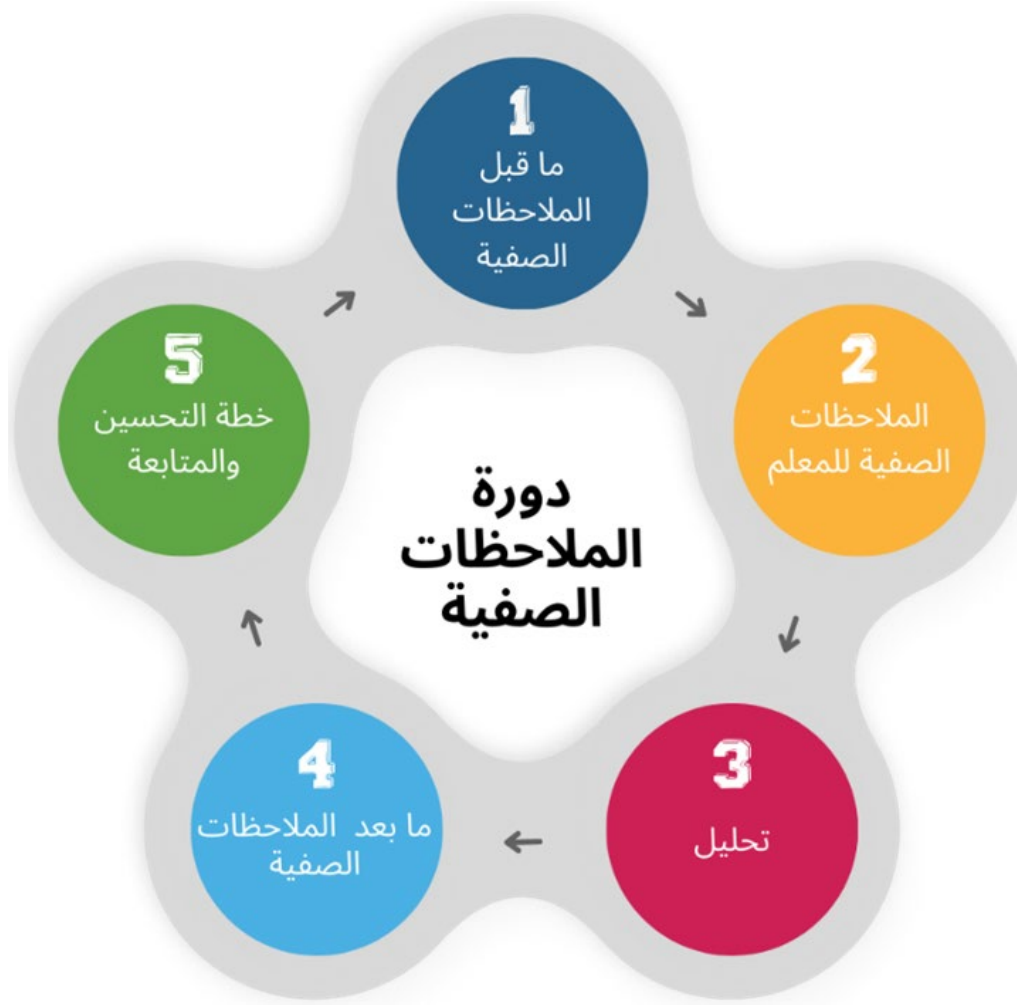 1
ما قبل
الملاحظات
الصفية
2
الملاحظات
الصفية للمعلم
3
تحليل
4
ما بعد الملاحظات
الصفية
5
خطة التحسين
والمتابعة
دورة
الملاحظات
الصفية